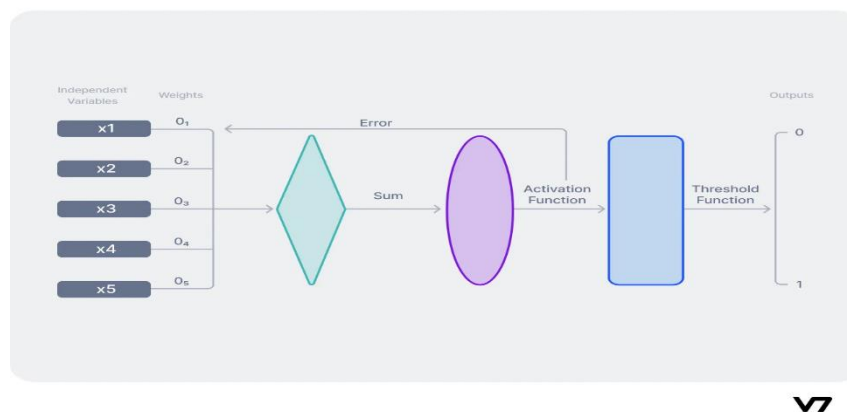 Independent
Variables
Weights
Outputs
x1
O₁
Error
0
x2
O₂
x3
O₃
Sum
Activation
Function
Threshold
Function
x4
O₄
x5
O₅
1